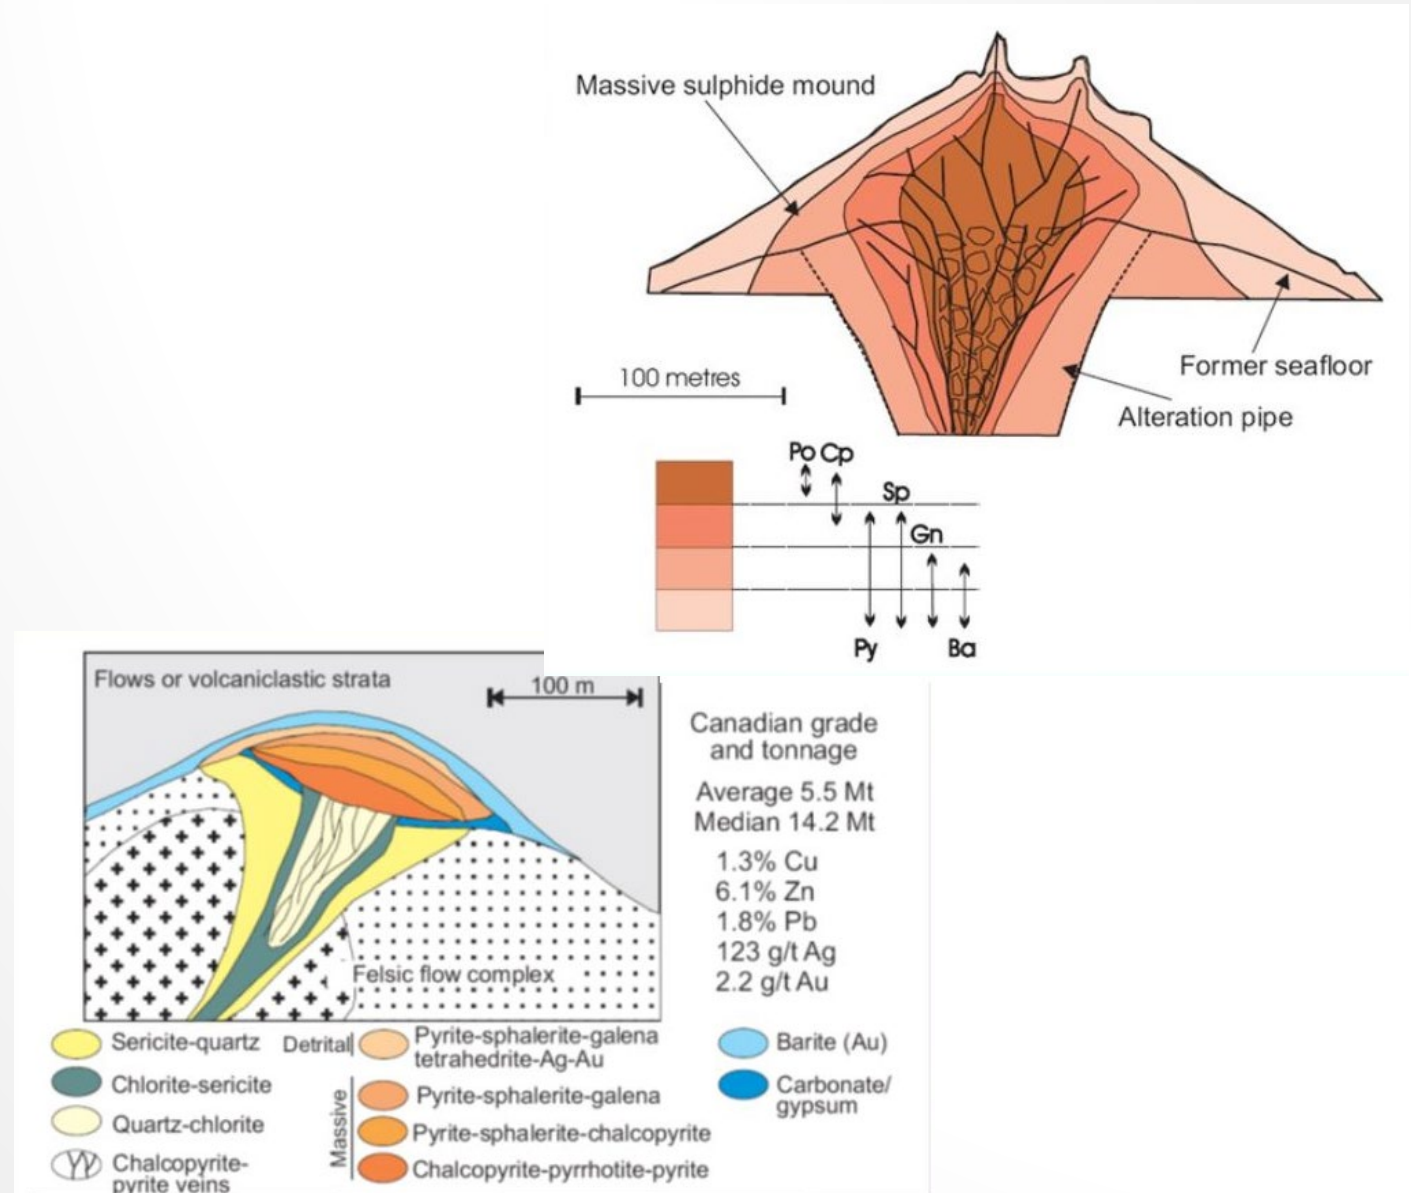 Massive sulphide mound
100 metres
Former seafloor
Alteration pipe
Po Cp
Sp
Gn
Py
Ba
Flows or volcaniclastic strata
100 m
Felsic flow complex
Canadian grade
and tonnage
Average 5.5 Mt
Median 14.2 Mt
1.3% Cu
6.1% Zn
1.8% Pb
123 g/t Ag
2.2 g/t Au
Sericite-quartz
Chlorite-sericite
Quartz-chlorite
Chalcopyrite-
pyrite veins
Detrital
Pyrite-sphalerite-galena
tetrahedrite-Ag-Au
Massive
Pyrite-sphalerite-galena
Pyrite-sphalerite-chalcopyrite
Chalcopyrite-pyrrhotite-pyrite
Barite (Au)
Carbonate/
gypsum